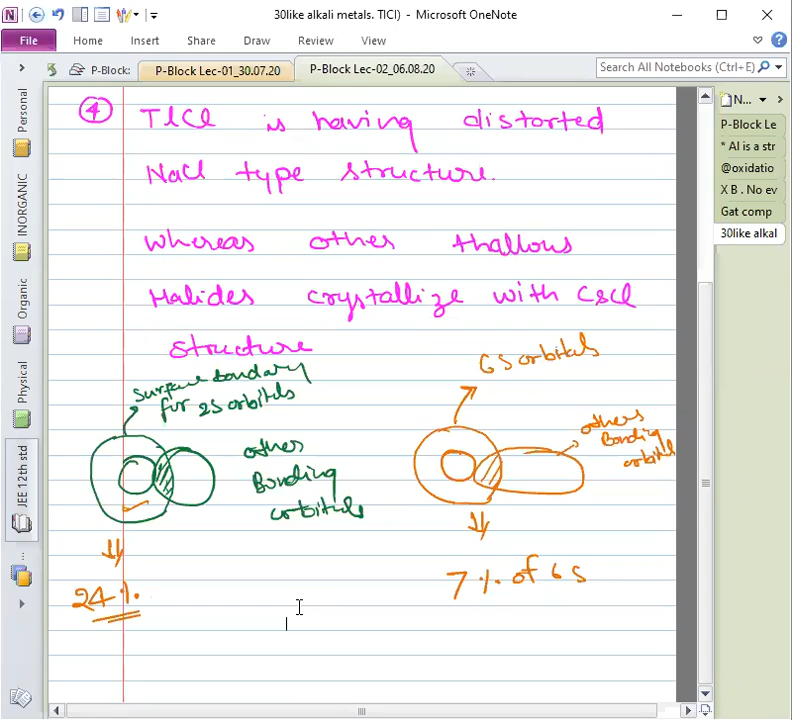 30like alkali metals. TlCl) - Microsoft OneNote
File Home Insert Share Draw Review View
P-Block: P-Block Lec-01_30.07.20 P-Block Lec-02_06.08.20 Search All Notebooks (Ctrl+E)
N...
P-Block Le
* Al is a str
@oxidatio
X B . No ev
Gat comp
30like alkal
Personal
INORGANIC
Organic
Physical
JEE 12th std
④ TlCl is having distorted
NaCl type structure.
whereas other thallous
Halides crystallize with CsCl
structure
surface boundary
for 2S orbitals
others
Bonding
orbitals
24%.
6S orbitals
others
Bonding
orbital
7%. of 6S